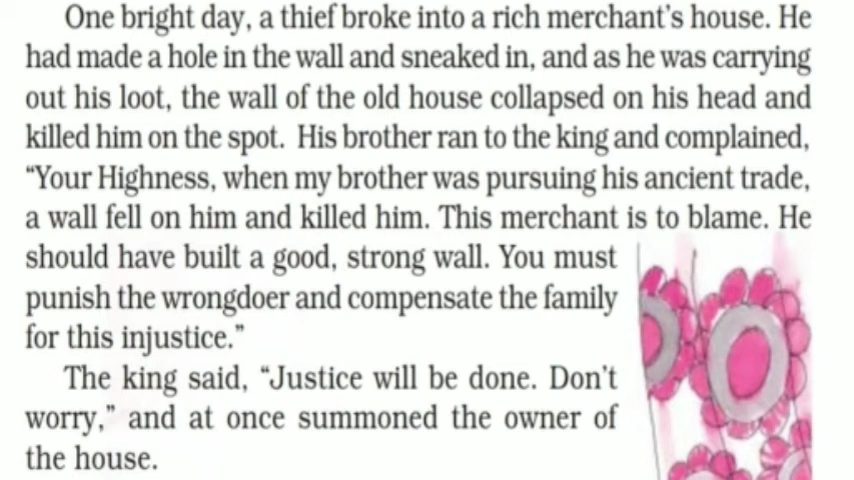 One bright day, a thief broke into a rich merchant's house. He
had made a hole in the wall and sneaked in, and as he was carrying
out his loot, the wall of the old house collapsed on his head and
killed him on the spot. His brother ran to the king and complained,
“Your Highness, when my brother was pursuing his ancient trade,
a wall fell on him and killed him. This merchant is to blame. He
should have built a good, strong wall. You must
punish the wrongdoer and compensate the family
for this injustice.”
The king said, “Justice will be done. Don't
worry,” and at once summoned the owner of
the house.